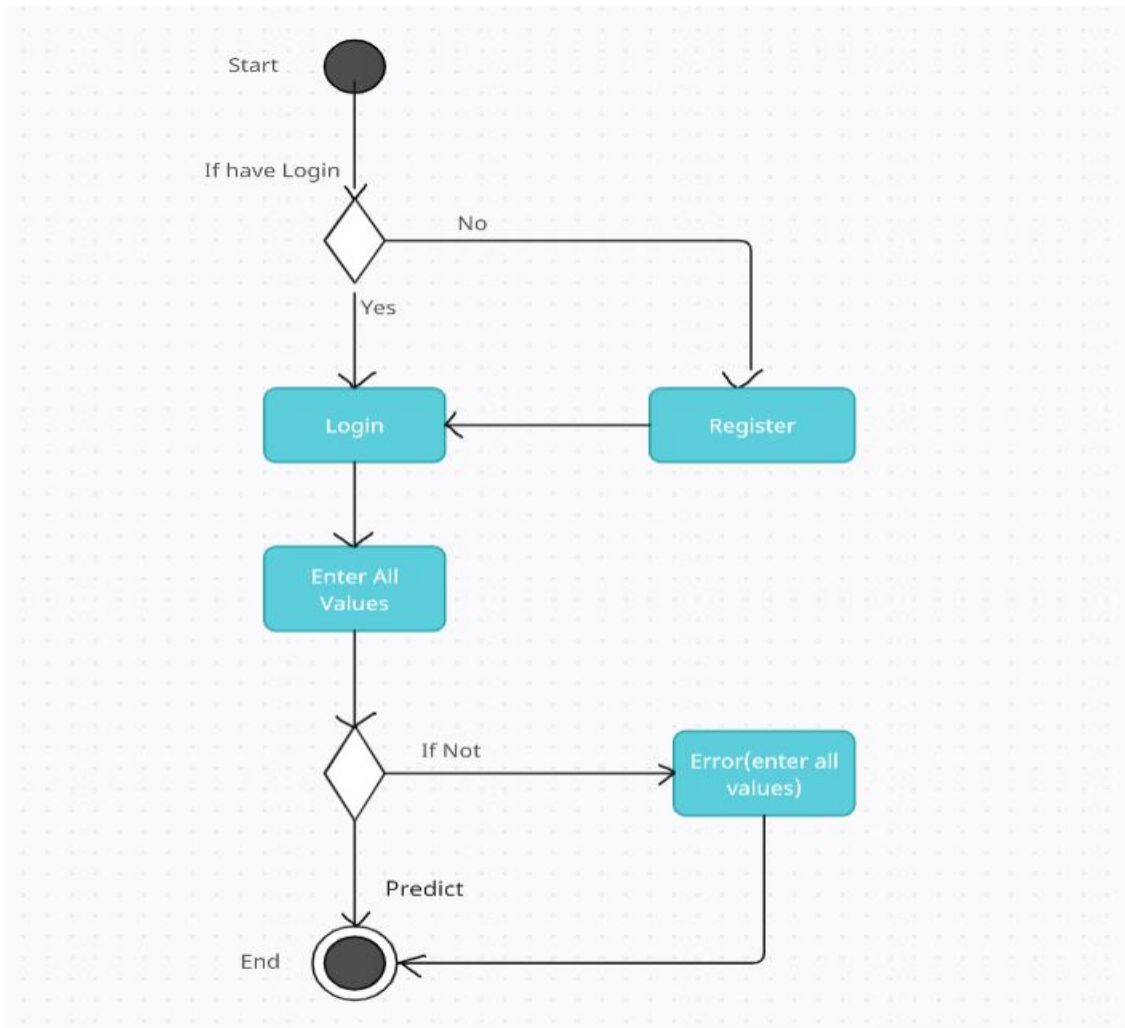 Start
If have Login
No
Yes
Login
Register
Enter All
Values
If Not
Error(enter all
values)
Predict
End